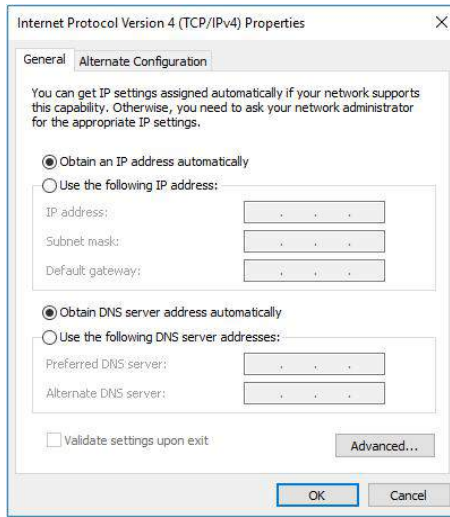 Internet Protocol Version 4 (TCP/IPv4) Properties
General
Alternate Configuration
You can get IP settings assigned automatically if your network supports
this capability. Otherwise, you need to ask your network administrator
for the appropriate IP settings.
Obtain an IP address automatically
Use the following IP address:
IP address:
Subnet mask:
Default gateway:
Obtain DNS server address automatically
Use the following DNS server addresses:
Preferred DNS server:
Alternate DNS server:
Validate settings upon exit
Advanced...
OK
Cancel